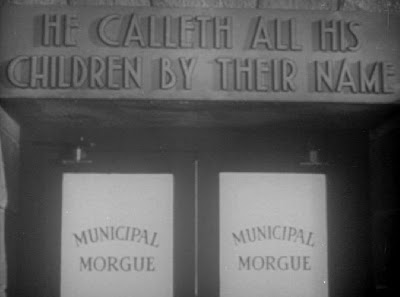 HE CALLETH ALL HIS
CHILDREN BY THEIR NAME
MUNICIPAL
MORGUE
MUNICIPAL
MORGUE